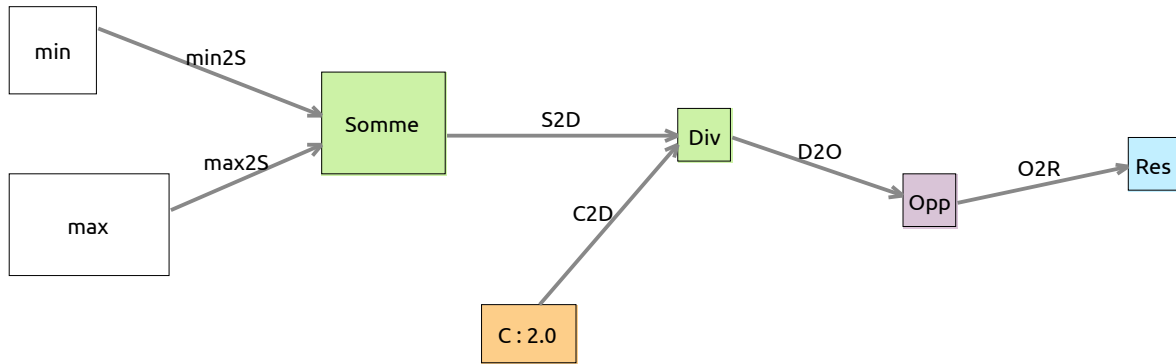 min
min2S
Somme
max2S
max
S2D
Div
C2D
C : 2.0
D2O
Opp
O2R
Res